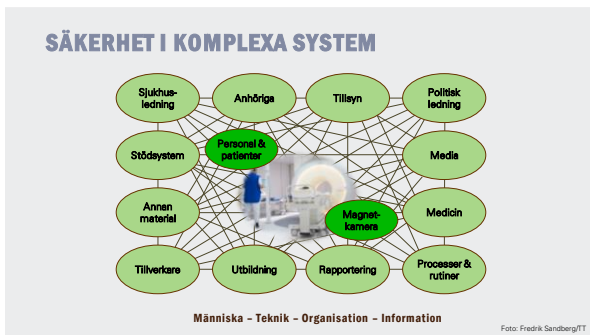 SÄKERHET I KOMPLEXA SYSTEM
Sjukhus-
ledning
Anhöriga
Tillsyn
Politisk
ledning
Personal &
patienter
Stödsystem
Media
Annan
material
Magnet-
kamera
Medicin
Tillverkare
Utbildning
Rapportering
Processer &
rutiner
Människa – Teknik – Organisation – Information
Foto: Fredrik Sandberg/TT